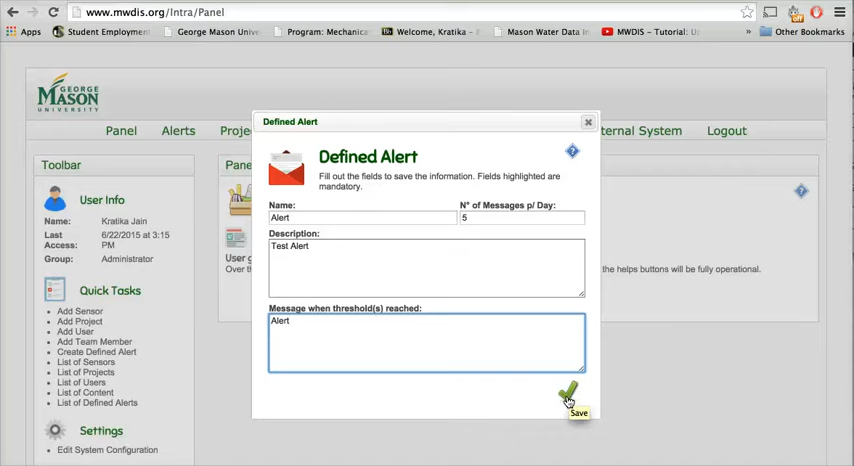 www.mwdis.org/Intra/Panel
Apps Student Employment George Mason Univ Program: Mechanica Welcome, Kratika - Mason Water Data In MWDIS - Tutorial: U » Other Bookmarks
off
GEORGE
MASON
UNIVERSITY
Panel Alerts Proje ternal System Logout
Toolbar
User Info
Name: Kratika Jain
Last Access: 6/22/2015 at 3:15 PM
Group: Administrator
Quick Tasks
Add Sensor
Add Project
Add User
Add Team Member
Create Defined Alert
List of Sensors
List of Projects
List of Users
List of Content
List of Defined Alerts
Settings
Edit System Configuration
Pane
User g
Over th
the helps buttons will be fully operational.
Defined Alert
Defined Alert
Fill out the fields to save the information. Fields highlighted are
mandatory.
Name: N° of Messages p/ Day:
Alert 5
Description:
Test Alert
Message when threshold(s) reached:
Alert
Save